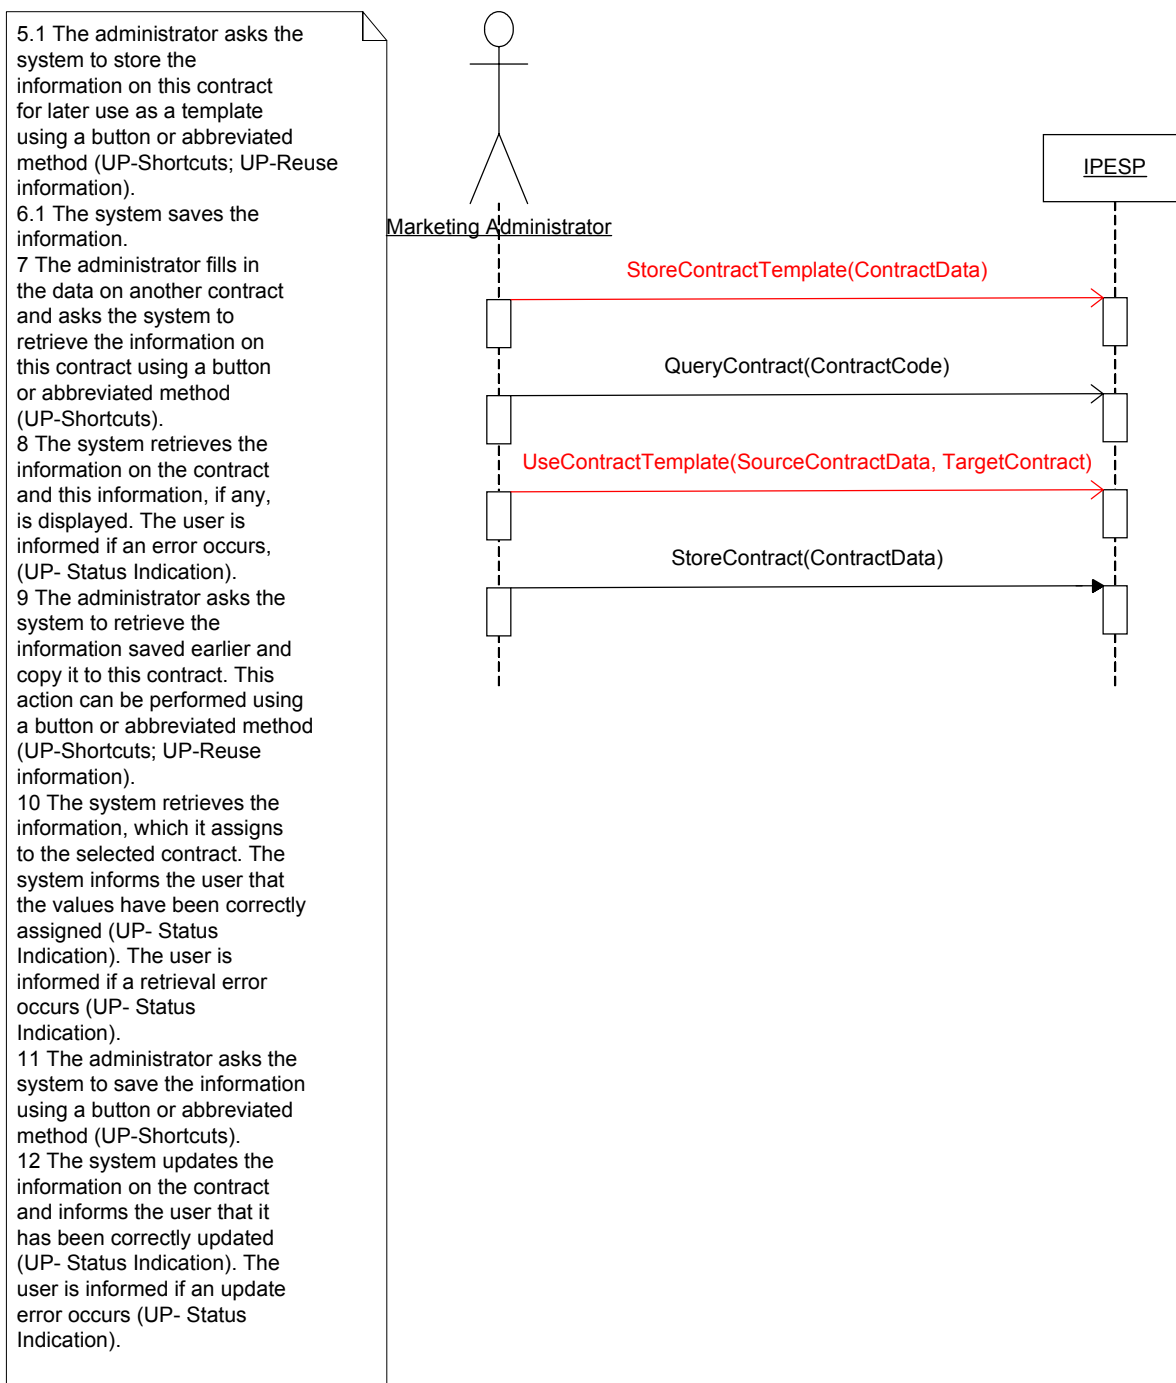 5.1 The administrator asks the
system to store the
information on this contract
for later use as a template
using a button or abbreviated
method (UP-Shortcuts; UP-Reuse
information).
6.1 The system saves the
information.
7 The administrator fills in
the data on another contract
and asks the system to
retrieve the information on
this contract using a button
or abbreviated method
(UP-Shortcuts).
8 The system retrieves the
information on the contract
and this information, if any,
is displayed. The user is
informed if an error occurs,
(UP- Status Indication).
9 The administrator asks the
system to retrieve the
information saved earlier and
copy it to this contract. This
action can be performed using
a button or abbreviated method
(UP-Shortcuts; UP-Reuse
information).
10 The system retrieves the
information, which it assigns
to the selected contract. The
system informs the user that
the values have been correctly
assigned (UP- Status
Indication). The user is
informed if a retrieval error
occurs (UP- Status
Indication).
11 The administrator asks the
system to save the information
using a button or abbreviated
method (UP-Shortcuts).
12 The system updates the
information on the contract
and informs the user that it
has been correctly updated
(UP- Status Indication). The
user is informed if an update
error occurs (UP- Status
Indication).
Marketing Administrator
IPESP
StoreContractTemplate(ContractData)
QueryContract(ContractCode)
UseContractTemplate(SourceContractData, TargetContract)
StoreContract(ContractData)